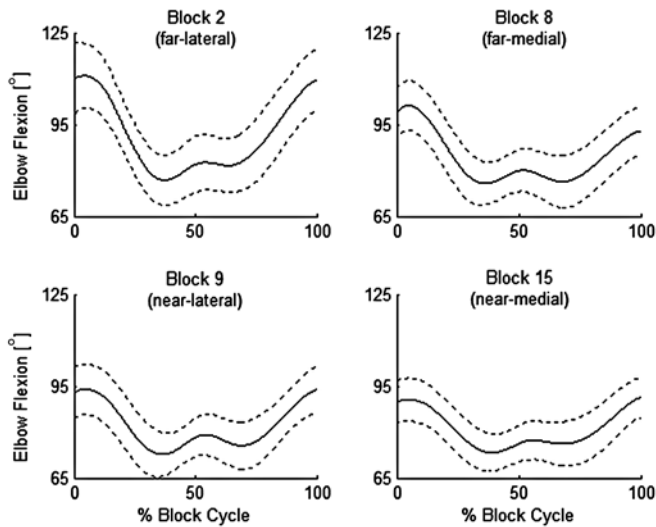 Block 2
(far-lateral)
Block 8
(far-medial)
Elbow Flexion [°]
125
95
65
0
50
100
125
95
65
0
50
100
Block 9
(near-lateral)
Block 15
(near-medial)
Elbow Flexion [°]
125
95
65
0
50
100
% Block Cycle
125
95
65
0
50
100
% Block Cycle